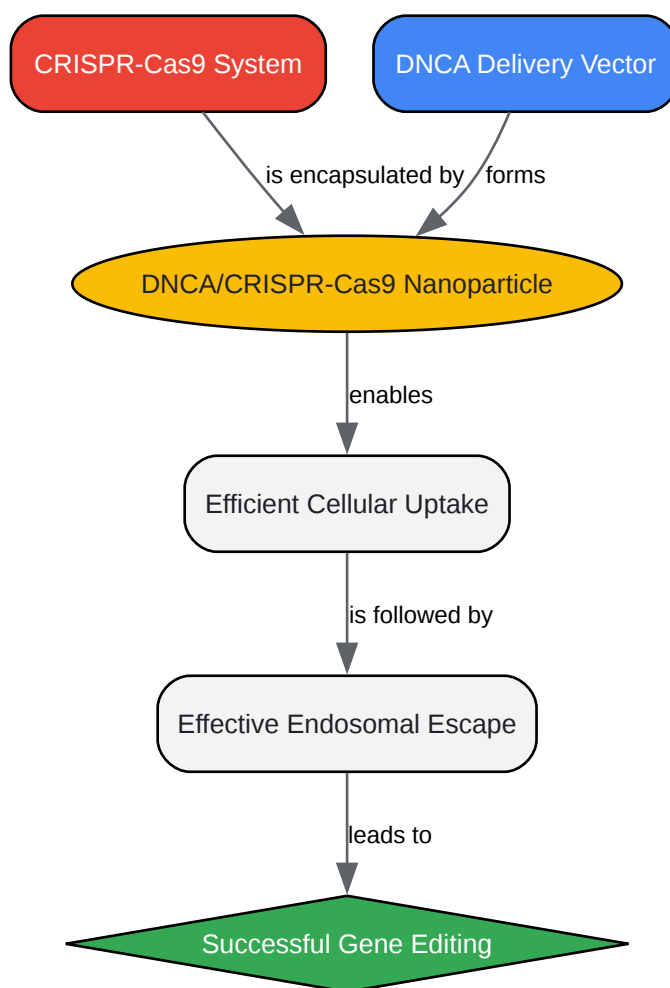 CRISPR-Cas9 System
DNCA Delivery Vector
is encapsulated by
forms
DNCA/CRISPR-Cas9 Nanoparticle
enables
Efficient Cellular Uptake
is followed by
Effective Endosomal Escape
leads to
Successful Gene Editing